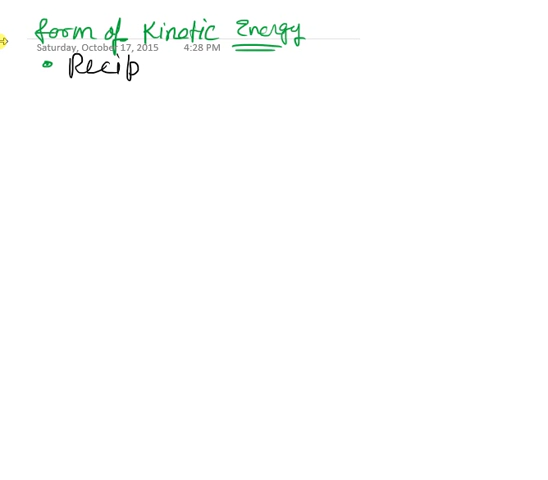 form of Kinetic Energy
Saturday, October 17, 2015 4:28 PM
• Recip